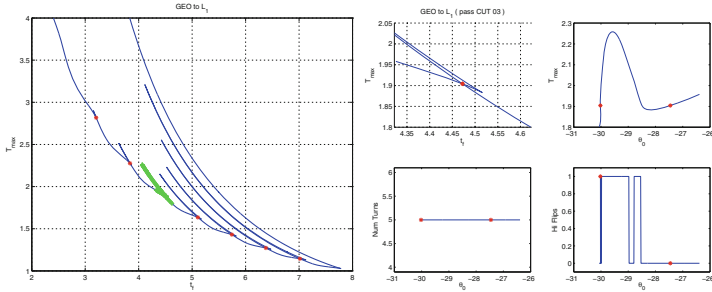 GEO to L1
4
3.5
3
2.5
2
1.5
1
2 3 4 5 6 7 8
Tmax
tf
GEO to L1 ( pass CUT 03 )
2.05
2
1.95
1.9
1.85
1.8
4.35 4.4 4.45 4.5 4.55 4.6
Tmax
tf
2.3
2.2
2.1
2
1.9
1.8
−31 −30 −29 −28 −27 −26
Tmax
θ0
6
5.5
5
4.5
4
−31 −30 −29 −28 −27 −26
Num Turns
θ0
1
0.8
0.6
0.4
0.2
0
−31 −30 −29 −28 −27 −26
HI Flips
θ0